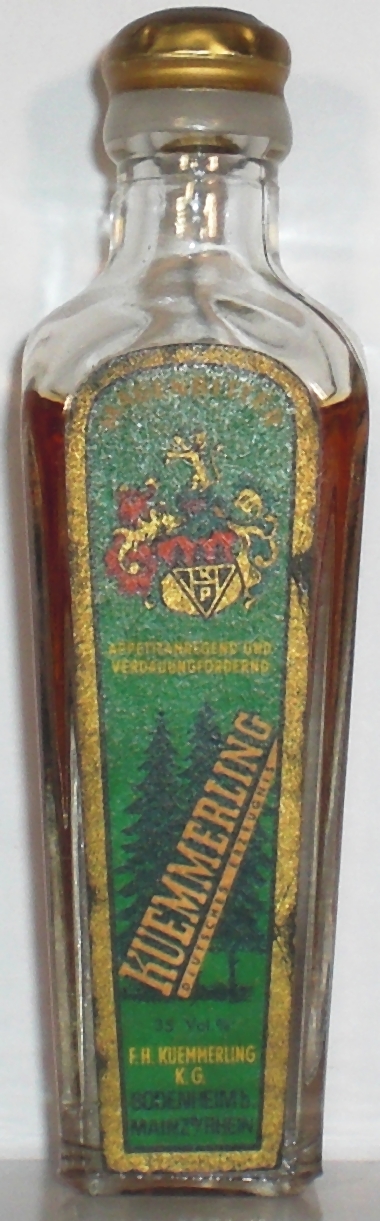 MAGENBITTER
K
P
APPETITANREGEND UND
VERDAUUNGFÖRDERND
KUEMMERLING
DEUTSCHES ERZEUGNIS
35 Vol.%
F.H. KUEMMERLING
K.G.
BODENHEIM b.
MAINZ/RHEIN